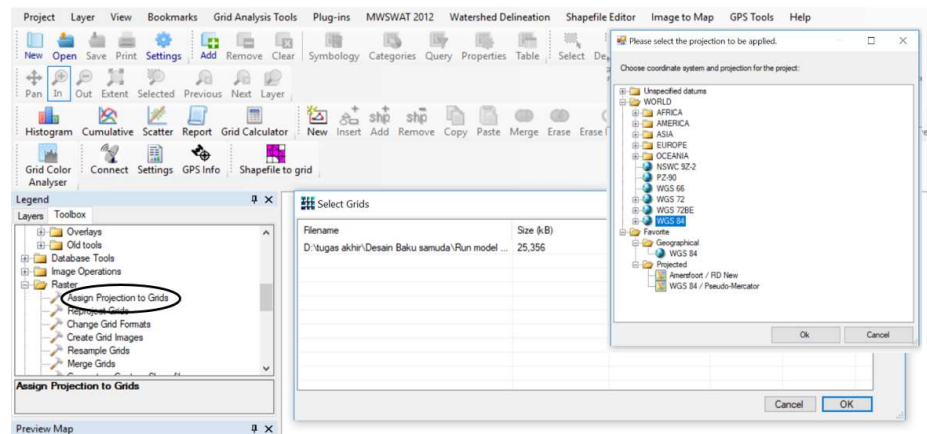 Project Layer View Bookmarks Grid Analysis Tools Plug-ins MWSWAT 2012 Watershed Delineation Shapefile Editor Image to Map GPS Tools Help
New Open Save Print Settings Add Remove Clear Symbology Categories Query Properties Table Select De
Pan In Out Extent Selected Previous Next Layer
shp shp
Histogram Cumulative Scatter Report Grid Calculator New Insert Add Remove Copy Paste Merge Erase Erase
Grid Color Analyser Connect Settings GPS Info Shapefile to grid
Legend
Layers Toolbox
Overlays
Old tools
Database Tools
Image Operations
Raster
Assign Projection to Grids
Reproject Grids
Change Grid Formats
Create Grid Images
Resample Grids
Merge Grids
Assign Projection to Grids
Preview Map
Select Grids
Filename Size (kB)
D:\tugas akhir\Desain Baku samuda\Run model ... 25,356
Cancel OK
Please select the projection to be applied.
Choose coordinate system and projection for the project:
Unspecified datums
WORLD
AFRICA
AMERICA
ASIA
EUROPE
OCEANIA
NSWC 9Z-2
PZ-90
WGS 66
WGS 72
WGS 72BE
WGS 84
Favorite
Geographical
WGS 84
Projected
Amersfoort / RD New
WGS 84 / Pseudo-Mercator
Ok Cancel